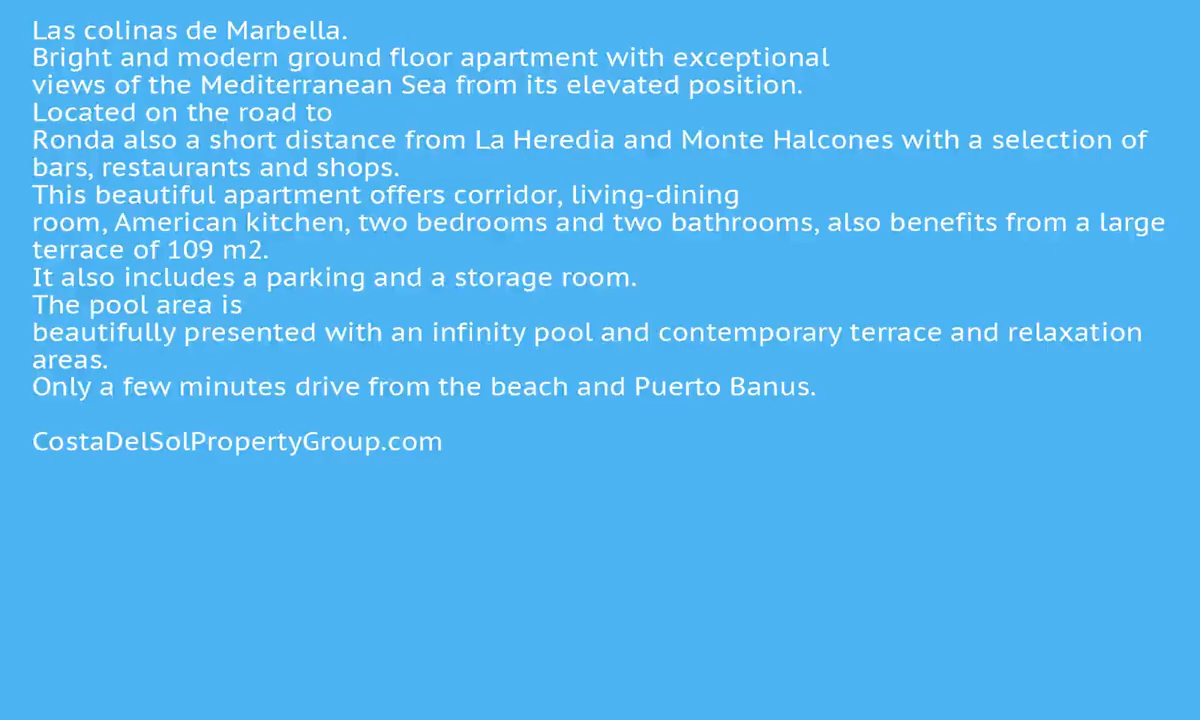 Las colinas de Marbella.
Bright and modern ground floor apartment with exceptional
views of the Mediterranean Sea from its elevated position.
Located on the road to
Ronda also a short distance from La Heredia and Monte Halcones with a selection of
bars, restaurants and shops.
This beautiful apartment offers corridor, living-dining
room, American kitchen, two bedrooms and two bathrooms, also benefits from a large
terrace of 109 m2.
It also includes a parking and a storage room.
The pool area is
beautifully presented with an infinity pool and contemporary terrace and relaxation
areas.
Only a few minutes drive from the beach and Puerto Banus.
CostaDelSolPropertyGroup.com